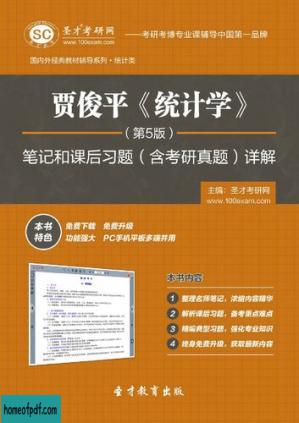 圣才考研网
www.100exam.com
——考研考博专业课辅导中国第一品牌
国内外经典教材辅导系列·统计类
贾俊平《统计学》
（第5版）
笔记和课后习题（含考研真题）详解
主编：圣才考研网
www.100exam.com
本书特色
免费下载 免费升级
功能强大 PC手机平板多端并用
本书内容
1 整理名师笔记，浓缩内容精华
2 解析课后习题，备考重点难点
3 精编典型习题，强化专业知识
4 终身免费升级，获取最新内容
圣才教育出版
homeofpdf.com